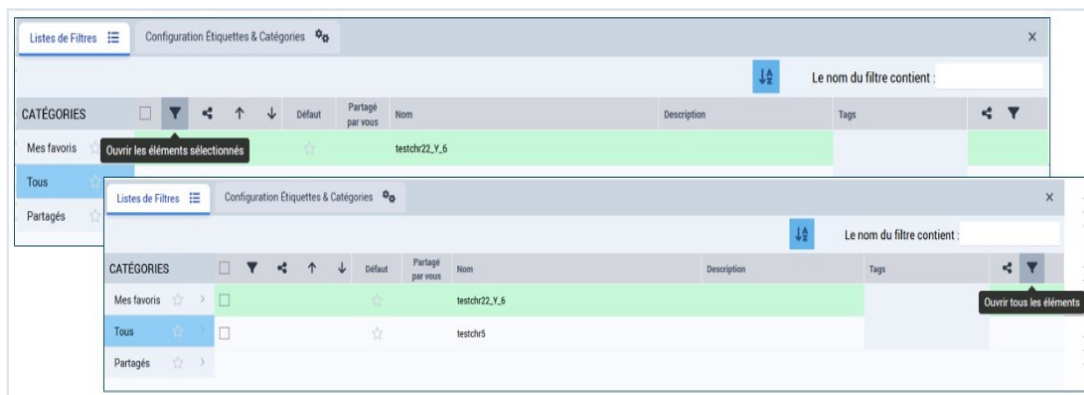 Listes de Filtres Configuration Étiquettes & Catégories X
Le nom du filtre contient :
CATÉGORIES Défaut Partagé par vous Nom Description Tags
Mes favoris testchr22_Y_6
Ouvrir les éléments sélectionnés
Tous
Partagés
Listes de Filtres Configuration Étiquettes & Catégories X
Le nom du filtre contient :
CATÉGORIES Défaut Partagé par vous Nom Description Tags
Mes favoris testchr22_Y_6
Ouvrir tous les éléments
Tous testchr5
Partagés